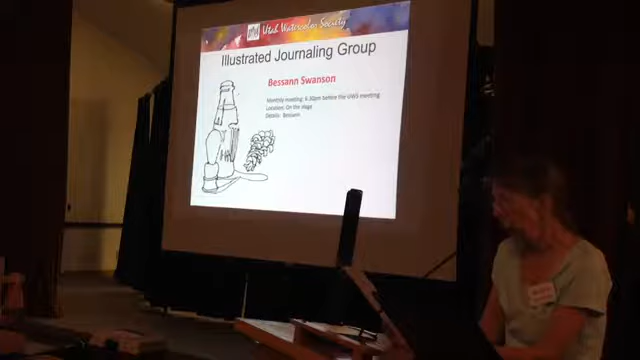 Utah Watercolor Society
Illustrated Journaling Group
Bessann Swanson
Monthly meeting: 6:30pm before the UWS meeting
Location: On the stage
Details: Bessann